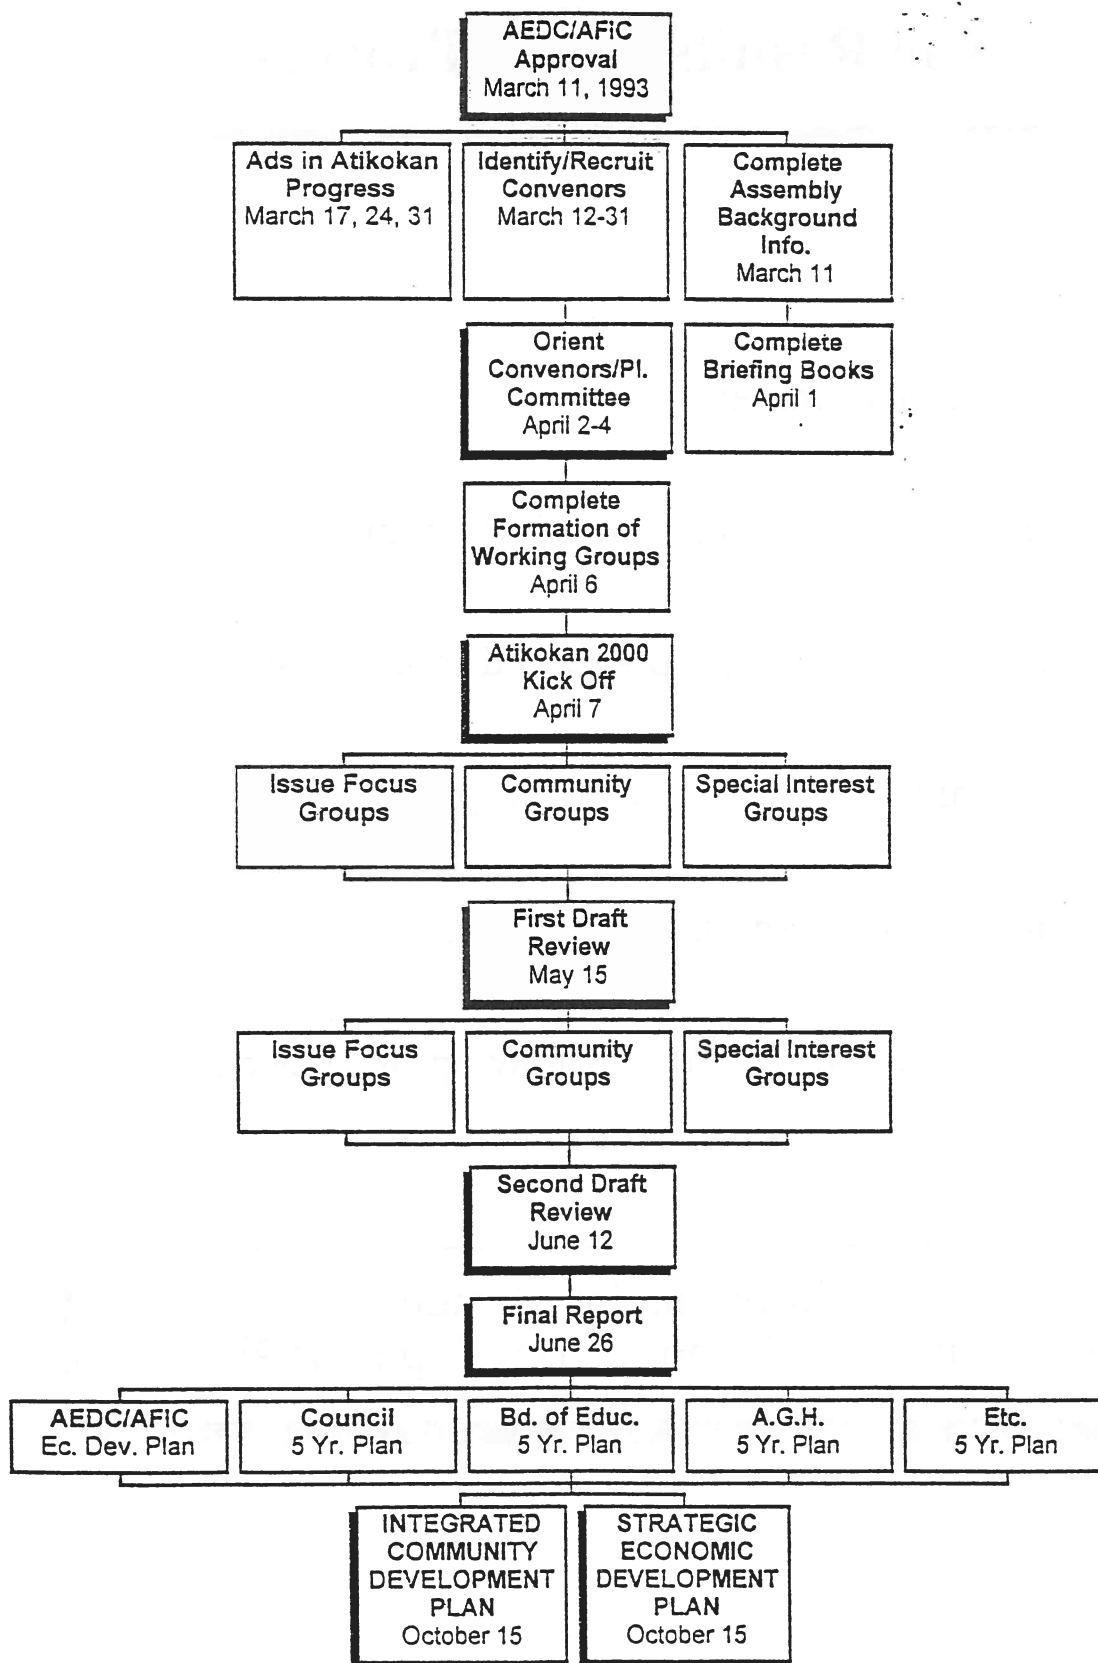 AEDC/AFIC
Approval
March 11, 1993
Ads in Atikokan
Progress
March 17, 24, 31
Identify/Recruit
Convenors
March 12-31
Complete
Assembly
Background
Info.
March 11
Orient
Convenors/Pl.
Committee
April 2-4
Complete
Briefing Books
April 1
Complete
Formation of
Working Groups
April 6
Atikokan 2000
Kick Off
April 7
Issue Focus
Groups
Community
Groups
Special Interest
Groups
First Draft
Review
May 15
Issue Focus
Groups
Community
Groups
Special Interest
Groups
Second Draft
Review
June 12
Final Report
June 26
AEDC/AFIC
Ec. Dev. Plan
Council
5 Yr. Plan
Bd. of Educ.
5 Yr. Plan
A.G.H.
5 Yr. Plan
Etc.
5 Yr. Plan
INTEGRATED
COMMUNITY
DEVELOPMENT
PLAN
October 15
STRATEGIC
ECONOMIC
DEVELOPMENT
PLAN
October 15